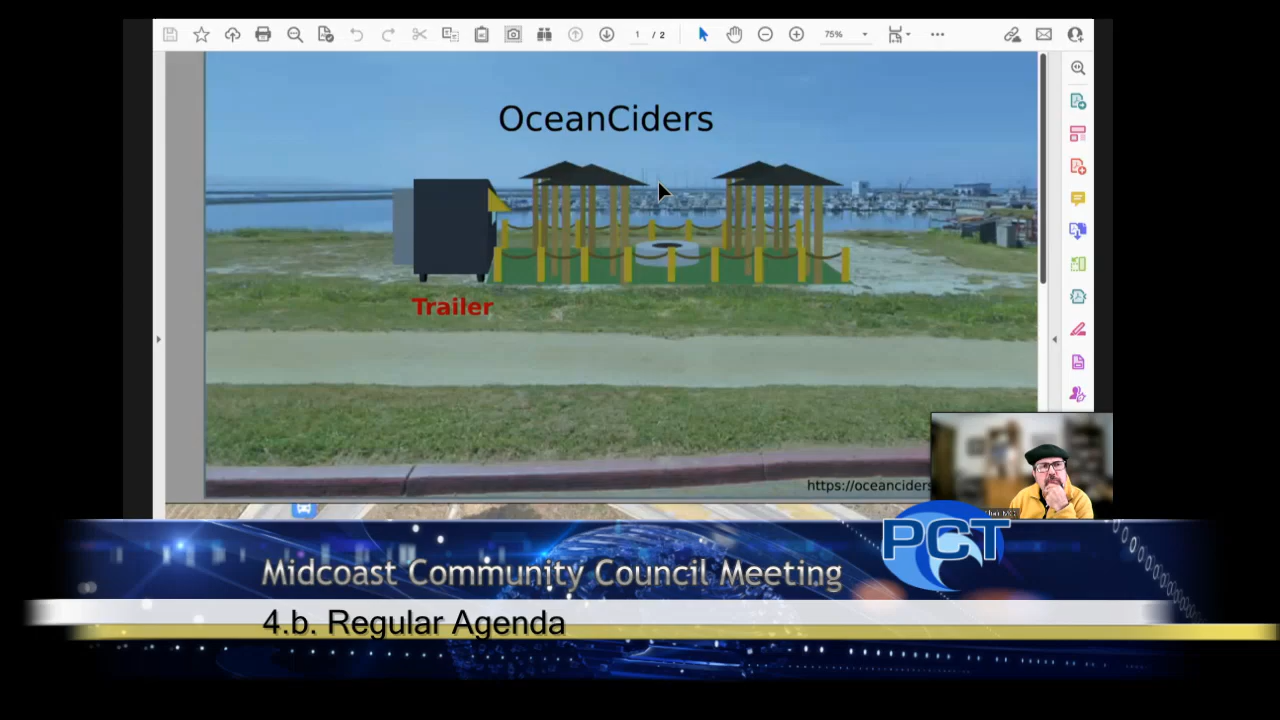 1 / 2
75%
OceanCiders
Trailer
https://oceanciders
PCT
Midcoast Community Council Meeting
4.b. Regular Agenda